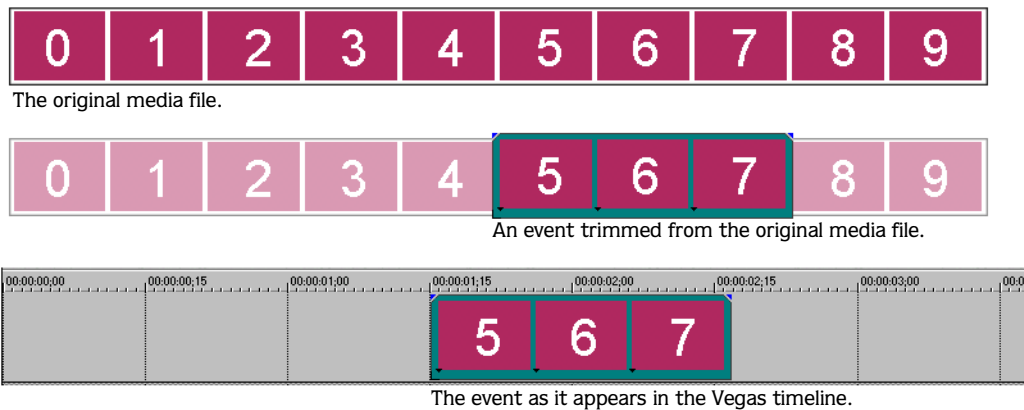 0 1 2 3 4 5 6 7 8 9
The original media file.
0 1 2 3 4 5 6 7 8 9
An event trimmed from the original media file.
00:00:00;00 00:00:00;15 00:00:01;00 00:00:01;15 00:00:02;00 00:00:02;15 00:00:03;00 00:0
5 6 7
The event as it appears in the Vegas timeline.